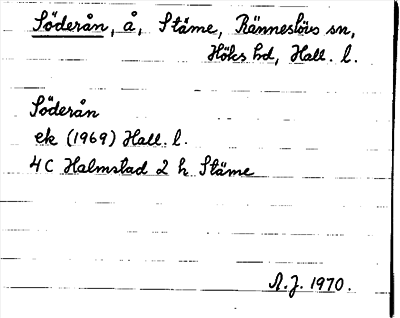 Söderån, å, Stäme, Ränneslövs sn,
Höks hd, Hall. l.
Söderån
ek (1969) Hall. l.
4C Halmstad 2 h Stäme
A.J. 1970.